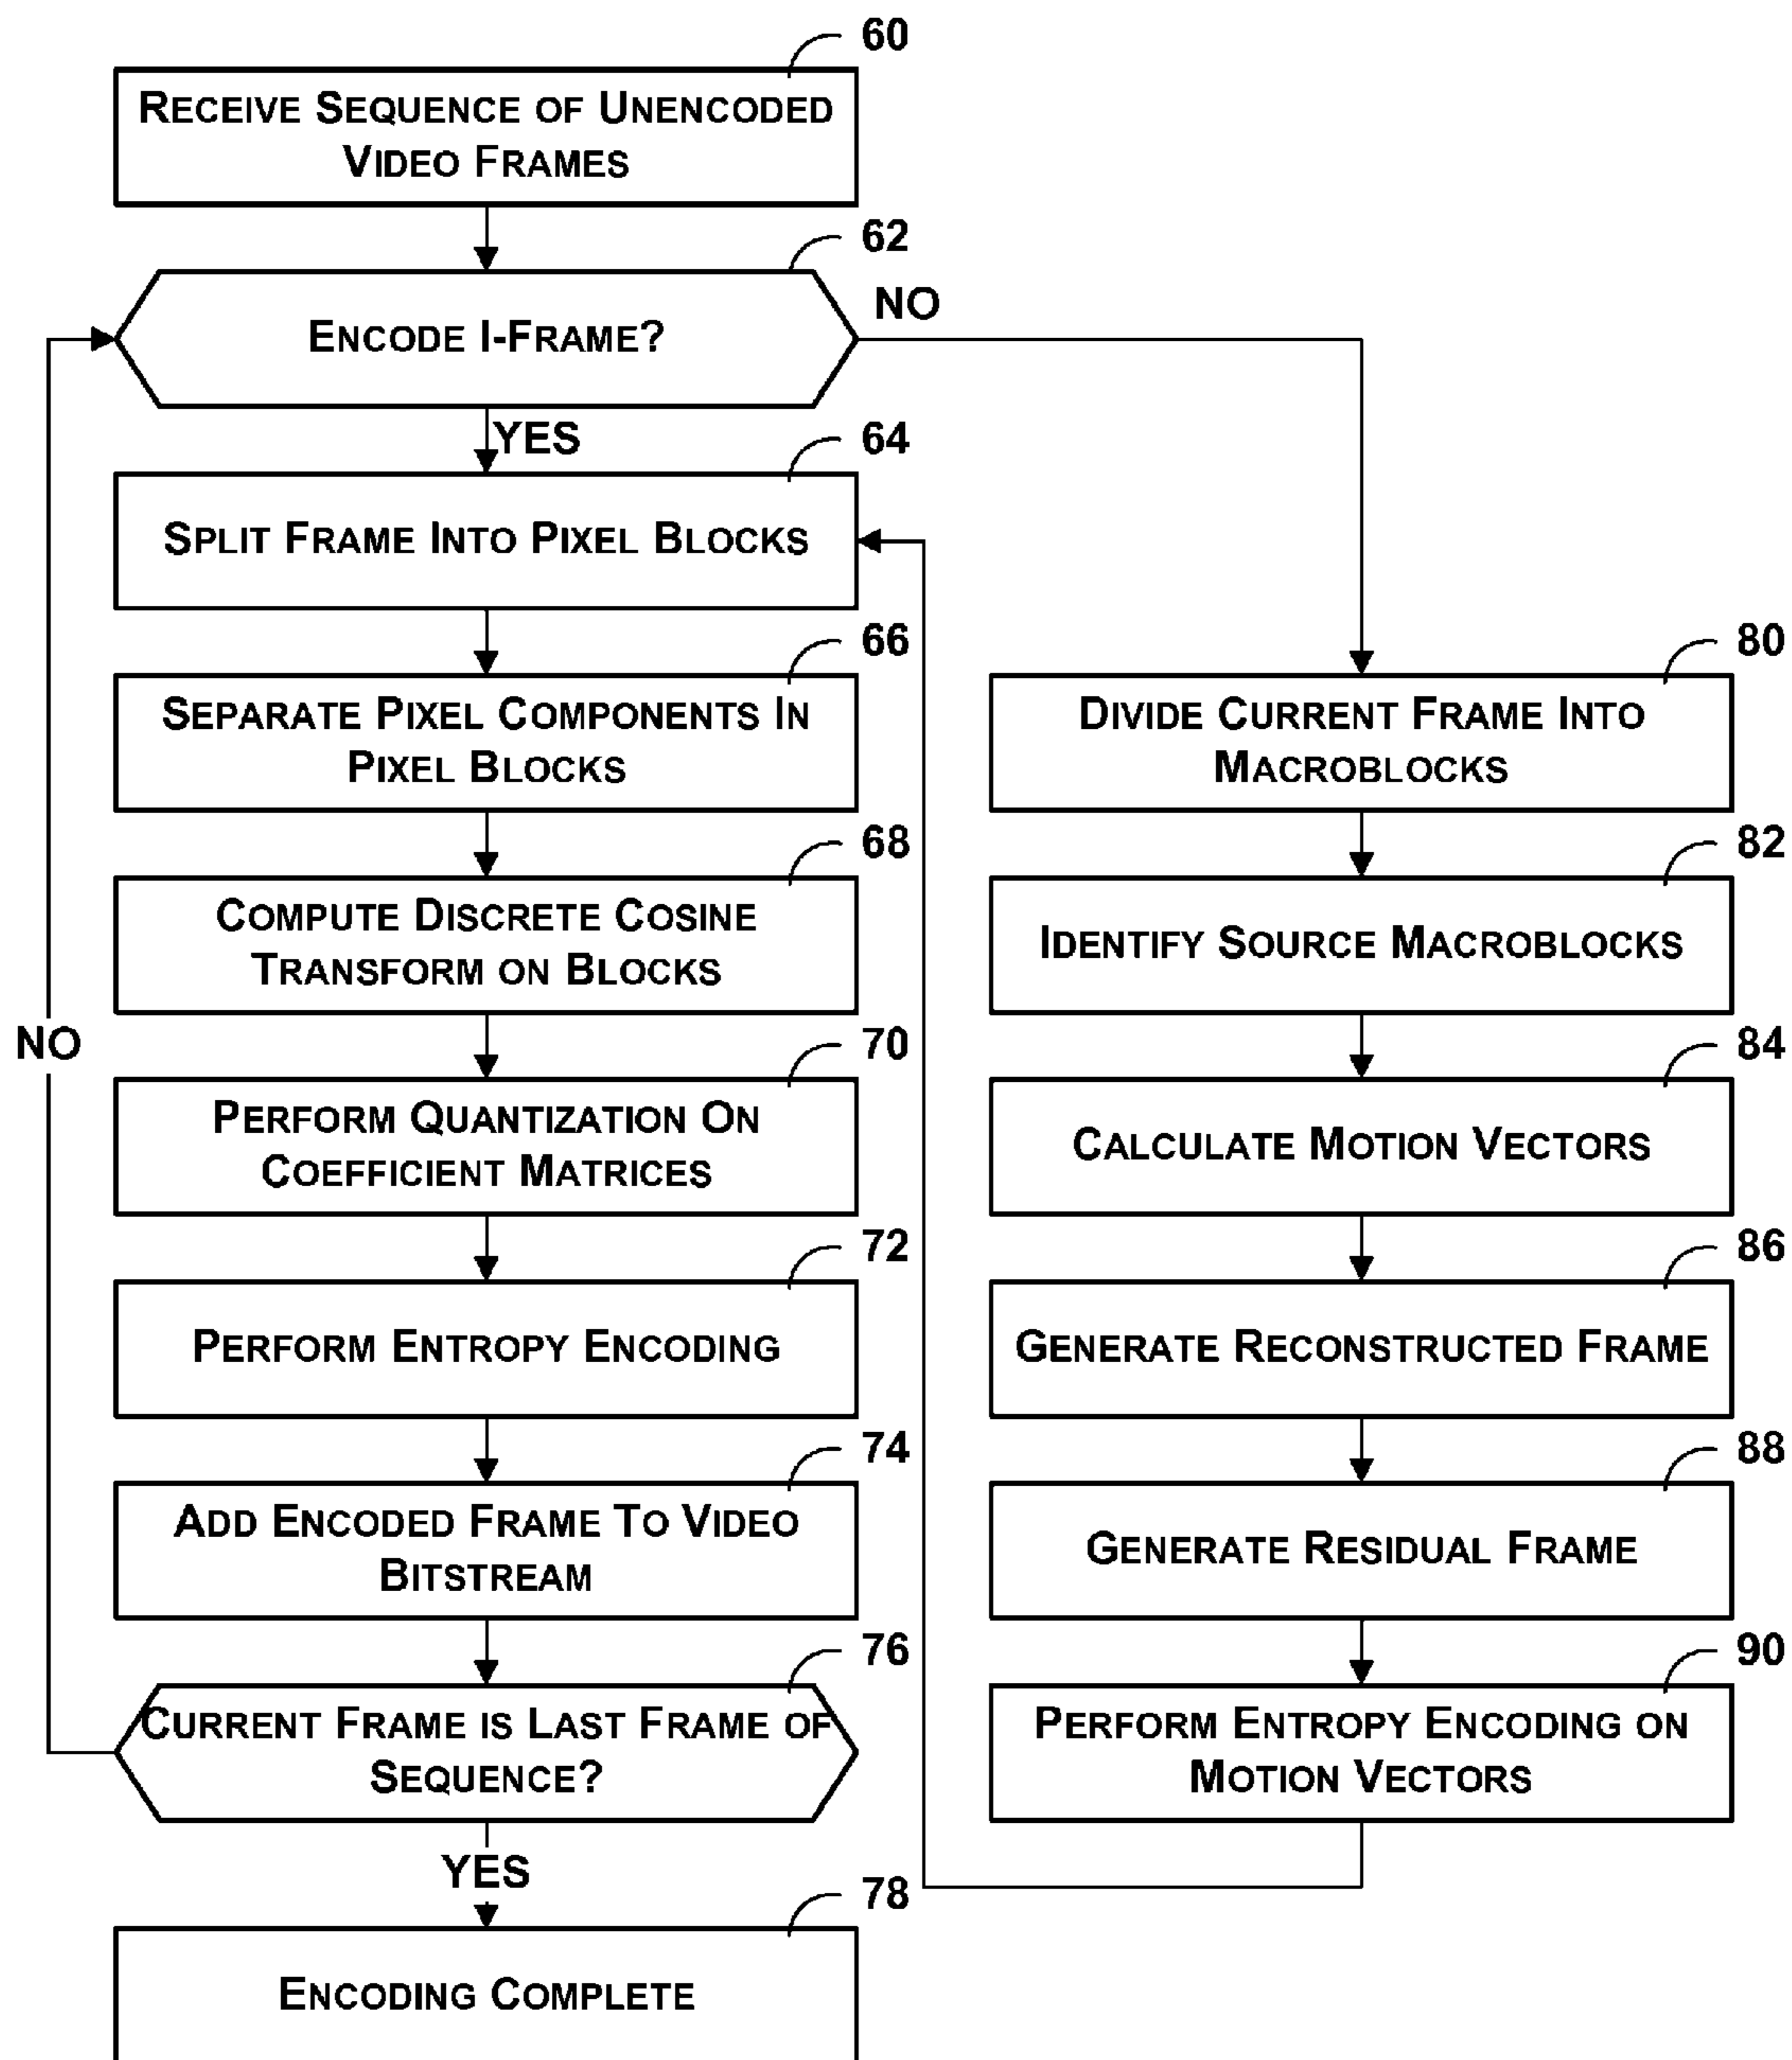 60
RECEIVE SEQUENCE OF UNENCODED
VIDEO FRAMES
62
ENCODE I-FRAME?
NO
YES
64
SPLIT FRAME INTO PIXEL BLOCKS
66
SEPARATE PIXEL COMPONENTS IN
PIXEL BLOCKS
68
COMPUTE DISCRETE COSINE
TRANSFORM ON BLOCKS
NO
70
PERFORM QUANTIZATION ON
COEFFICIENT MATRICES
72
PERFORM ENTROPY ENCODING
74
ADD ENCODED FRAME TO VIDEO
BITSTREAM
76
CURRENT FRAME IS LAST FRAME OF
SEQUENCE?
YES
78
ENCODING COMPLETE
80
DIVIDE CURRENT FRAME INTO
MACROBLOCKS
82
IDENTIFY SOURCE MACROBLOCKS
84
CALCULATE MOTION VECTORS
86
GENERATE RECONSTRUCTED FRAME
88
GENERATE RESIDUAL FRAME
90
PERFORM ENTROPY ENCODING ON
MOTION VECTORS